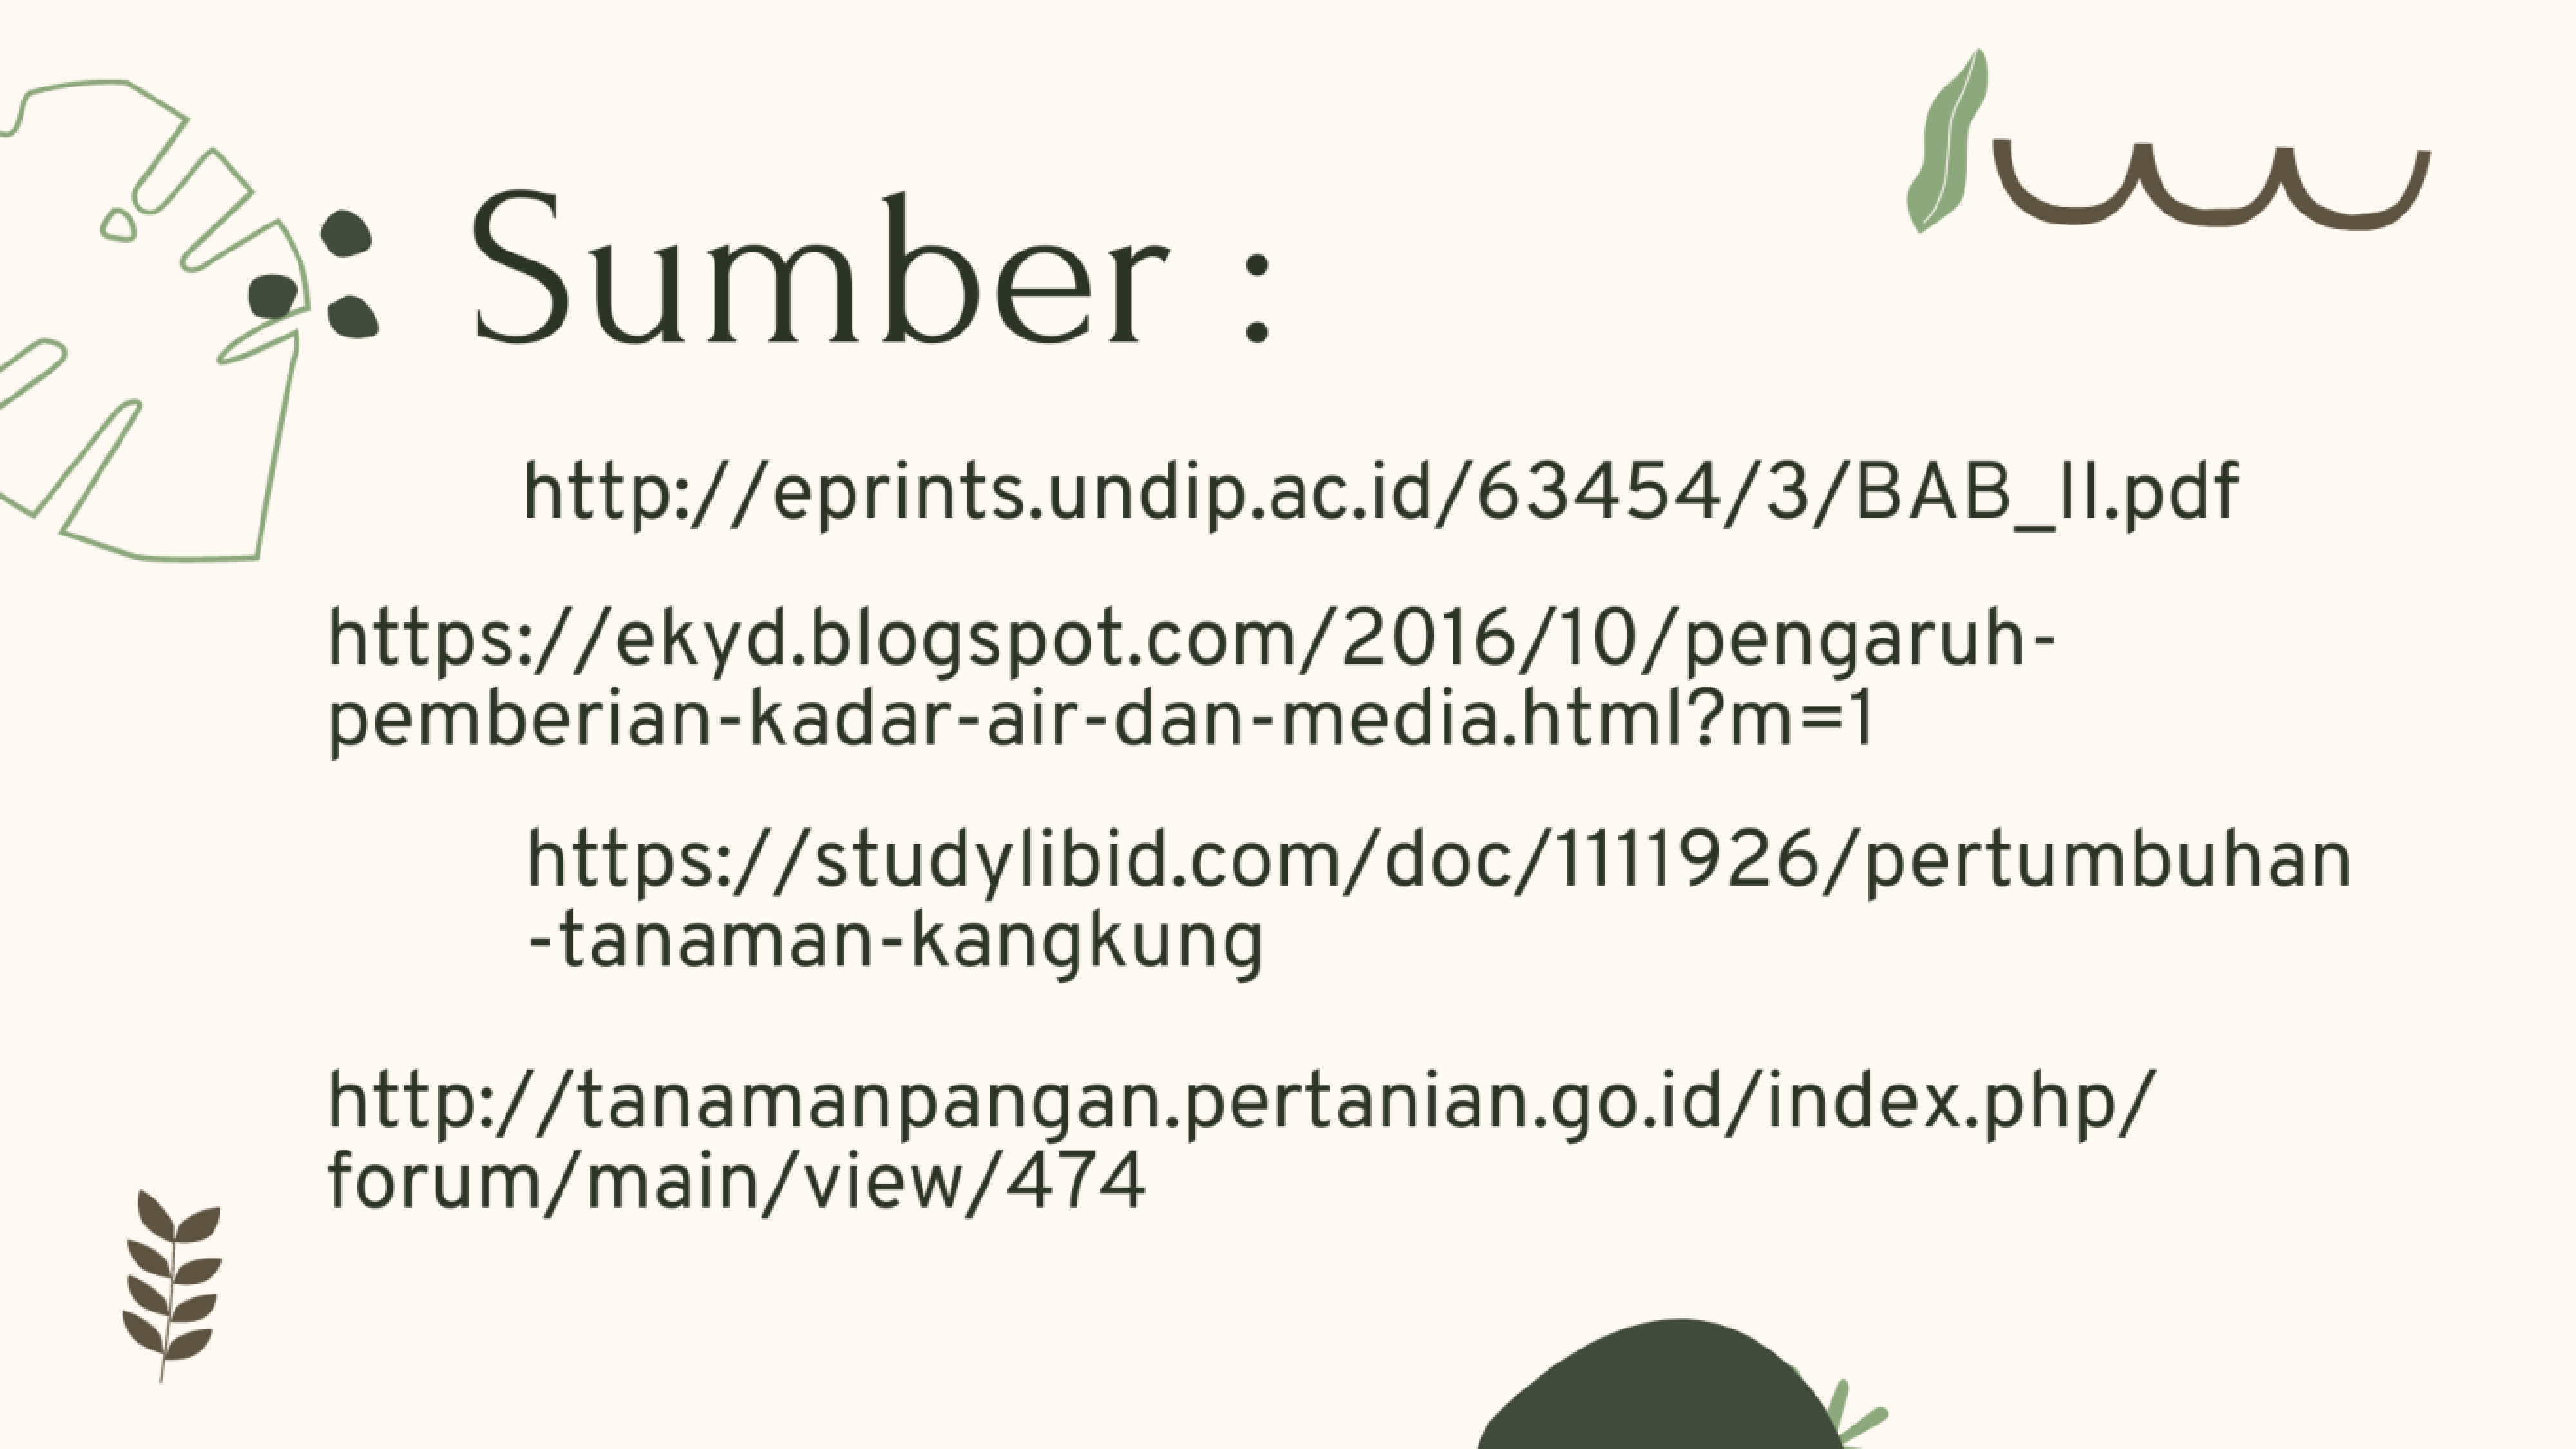 Sumber :
http://eprints.undip.ac.id/63454/3/BAB_II.pdf
https://ekyd.blogspot.com/2016/10/pengaruh-
pemberian-kadar-air-dan-media.html?m=1
https://studylibid.com/doc/1111926/pertumbuhan
-tanaman-kangkung
http://tanamanpangan.pertanian.go.id/index.php/
forum/main/view/474